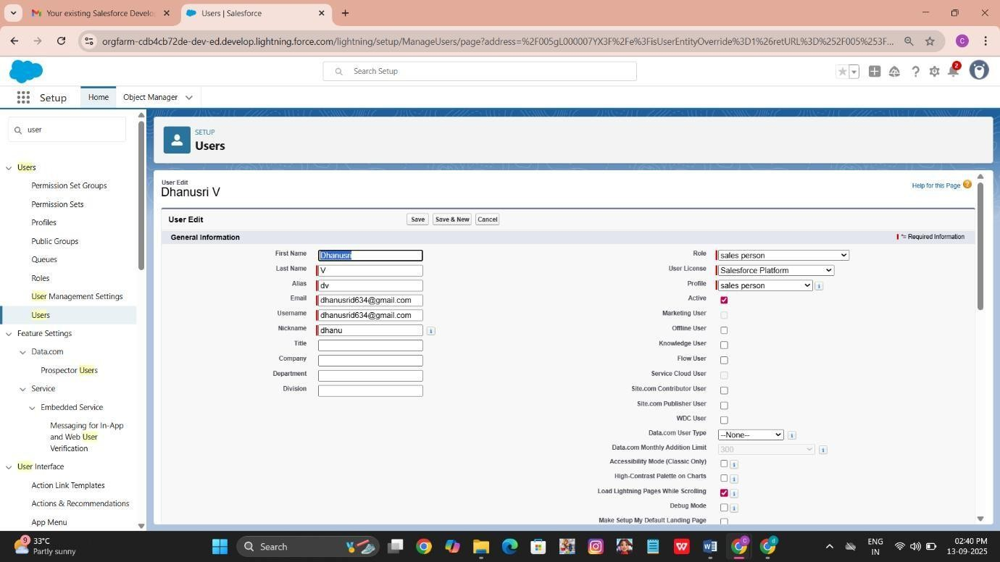 Your existing Salesforce Develo
Users | Salesforce
orgfarm-cdb4cb72de-dev-ed.develop.lightning.force.com/lightning/setup/ManageUsers/page?address=%2F005gL000007YX3F%2Fe%3FisUserEntityOverride%3D1%26retURL%3D%252F005%253F...
C
Search Setup
2
Setup
Home
Object Manager
user
Users
Permission Set Groups
Permission Sets
Profiles
Public Groups
Queues
Roles
User Management Settings
Users
Feature Settings
Data.com
Prospector Users
Service
Embedded Service
Messaging for In-App
and Web User
Verification
User Interface
Action Link Templates
Actions & Recommendations
App Menu
SETUP
Users
User Edit
Dhanusri V
Help for this Page
User Edit
Save
Save & New
Cancel
General Information
= Required Information
First Name Dhanusri
Last Name V
Alias dv
Email dhanusrid634@gmail.com
Username dhanusrid634@gmail.com
Nickname dhanu
Title
Company
Department
Division
Role sales person
User License Salesforce Platform
Profile sales person
Active
Marketing User
Offline User
Knowledge User
Flow User
Service Cloud User
Site.com Contributor User
Site.com Publisher User
WDC User
Data.com User Type --None--
Data.com Monthly Addition Limit 300
Accessibility Mode (Classic Only)
High-Contrast Palette on Charts
Load Lightning Pages While Scrolling
Debug Mode
Make Setup My Default Landing Page
9
33°C
Partly sunny
Search
ENG
IN
02:40 PM
13-09-2025